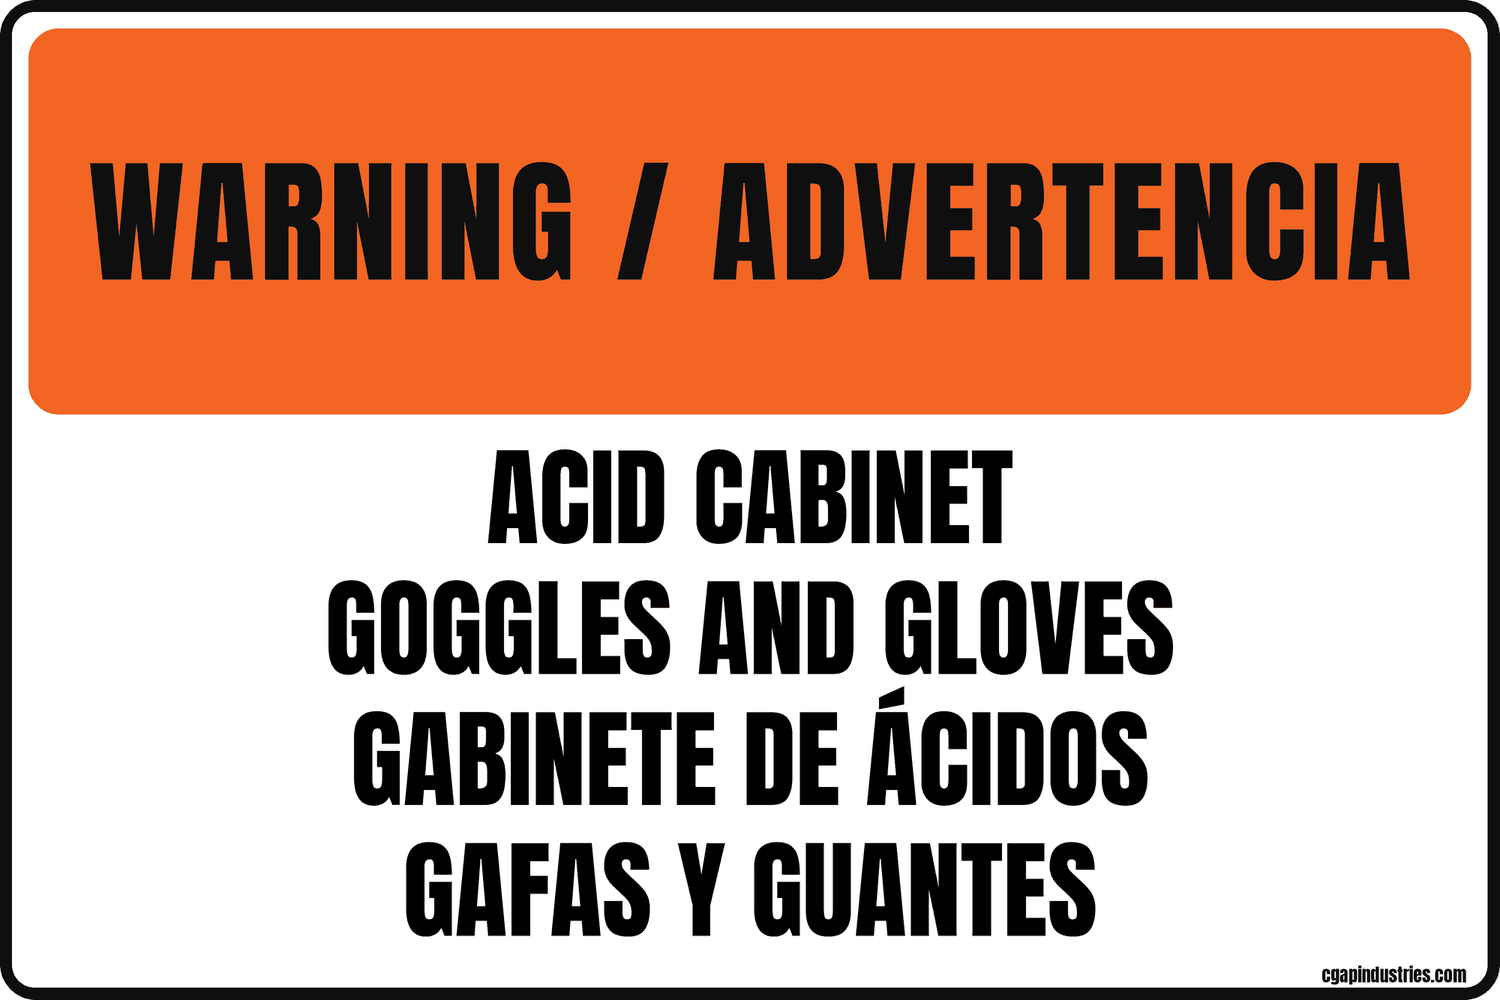 WARNING / ADVERTENCIA
ACID CABINET
GOGGLES AND GLOVES
GABINETE DE ÁCIDOS
GAFAS Y GUANTES
cgapindustries.com